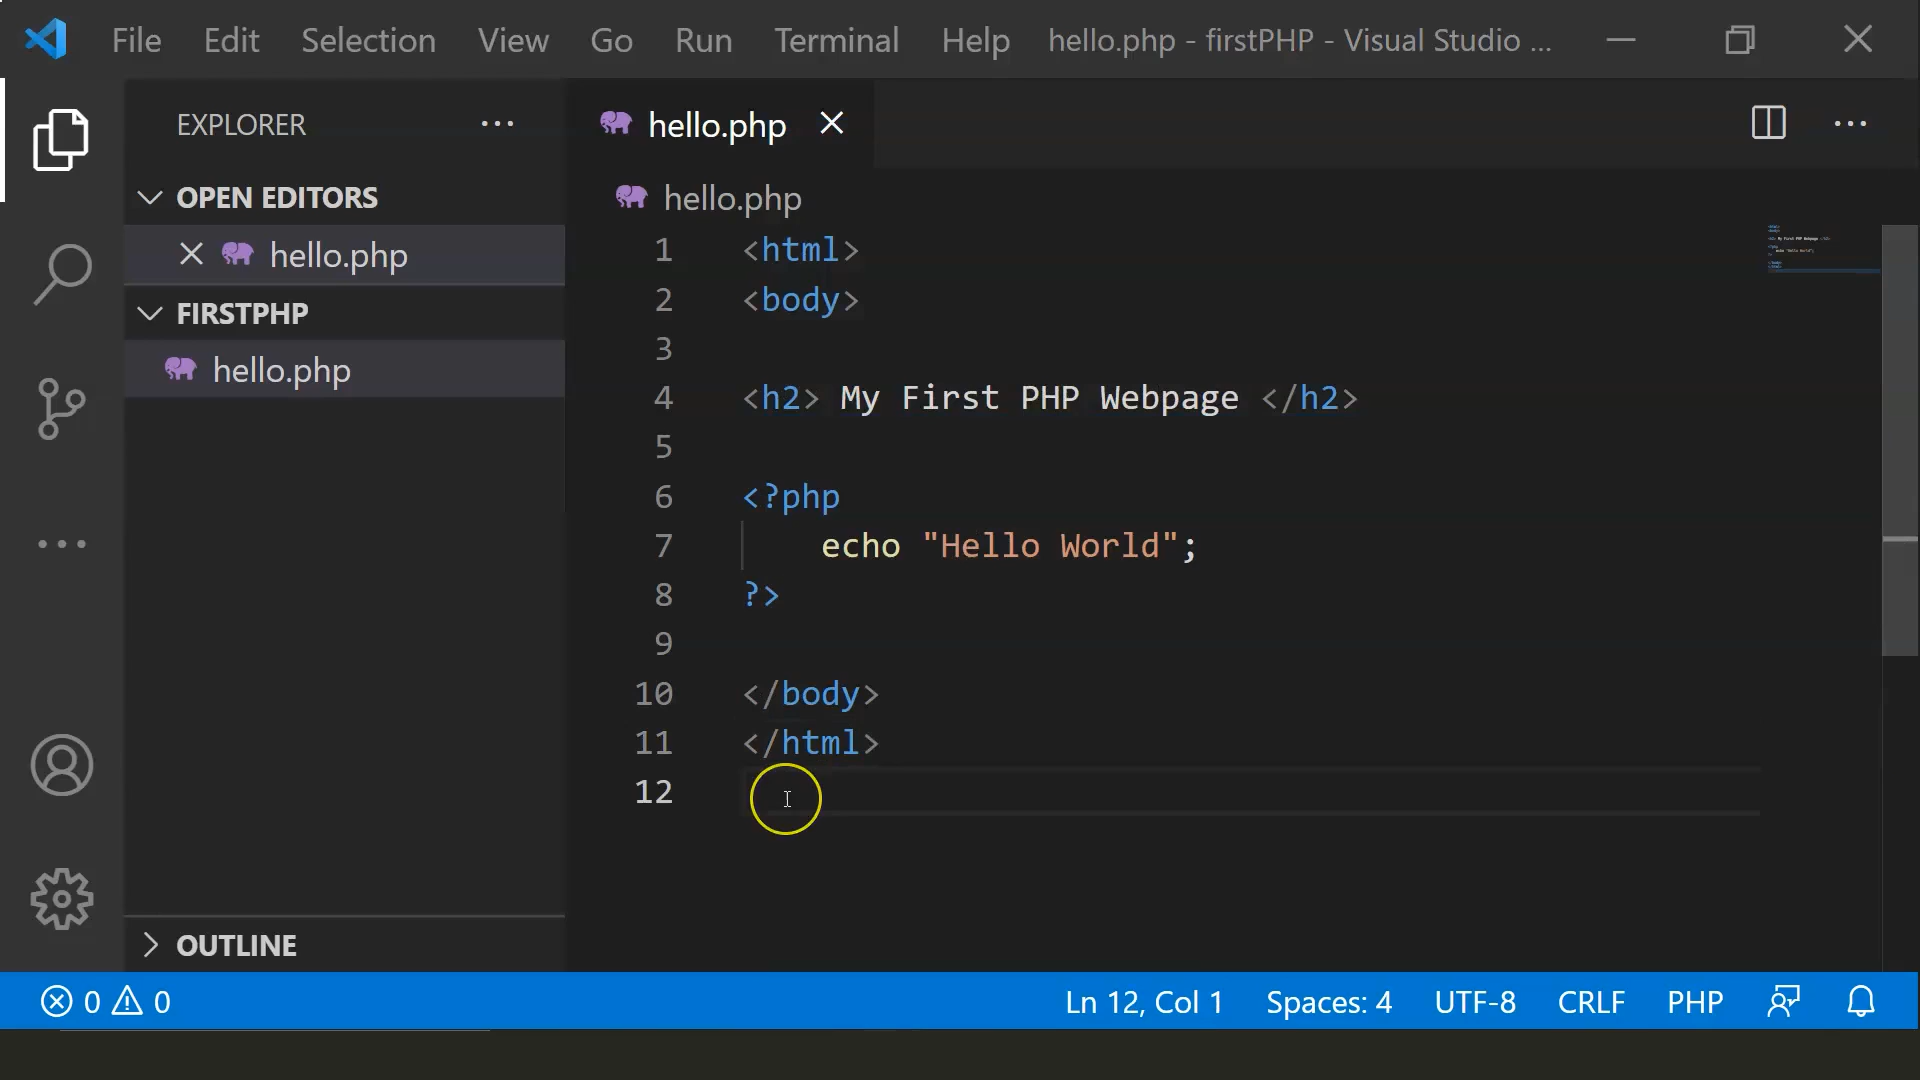 File Edit Selection View Go Run Terminal Help hello.php - firstPHP - Visual Studio ...
EXPLORER ...
hello.php
OPEN EDITORS
hello.php
FIRSTPHP
hello.php
hello.php
1 <html>
2 <body>
3
4 <h2> My First PHP Webpage </h2>
5
6 <?php
7 echo "Hello World";
8 ?>
9
10 </body>
11 </html>
12
OUTLINE
0 0 Ln 12, Col 1 Spaces: 4 UTF-8 CRLF PHP